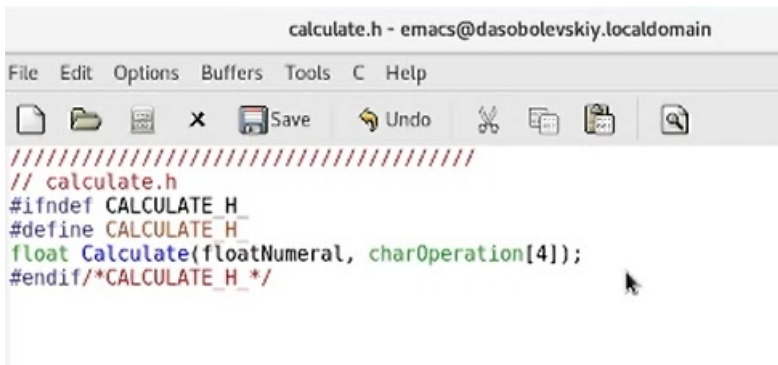 calculate.h - emacs@dasobolevskiy.localdomain
File Edit Options Buffers Tools C Help
Save Undo
///////////////////////////////////////
// calculate.h
#ifndef CALCULATE_H_
#define CALCULATE_H_
float Calculate(floatNumeral, charOperation[4]);
#endif/*CALCULATE_H_*/